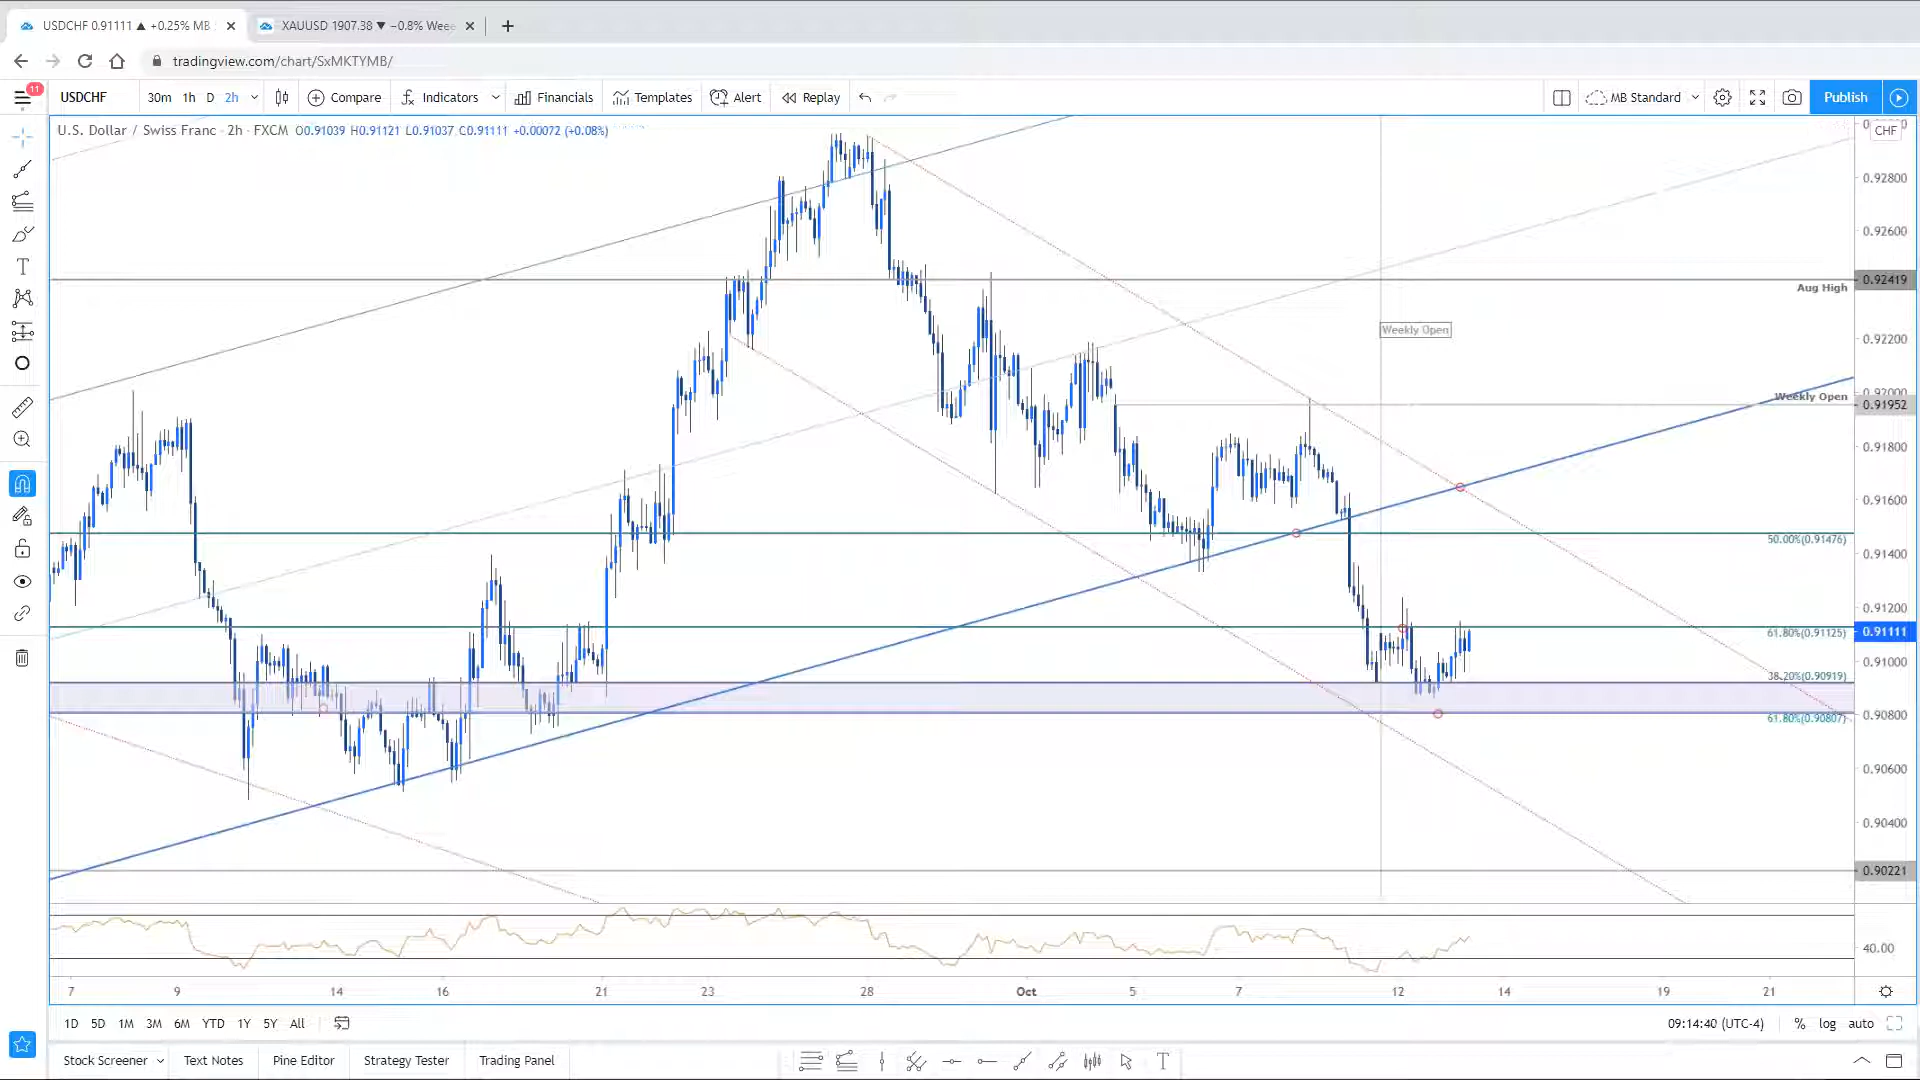 USDCHF 0.91111 ▲ +0.25% MB
XAUUSD 1907.38 ▼ −0.8% Wee
tradingview.com/chart/SxMKTYMB/
11
USDCHF 30m 1h D 2h Compare Indicators Financials Templates Alert Replay MB Standard Publish
U.S. Dollar / Swiss Franc · 2h · FXCM O0.91039 H0.91121 L0.91037 C0.91111 +0.00072 (+0.08%)
CHF
0.92800
0.92600
0.92419
Aug High
Weekly Open
0.92200
0.92000
Weekly Open
0.91952
0.91800
0.91600
50.00%(0.91476)
0.91400
0.91200
61.80%(0.91125)
0.91111
0.91000
38.20%(0.90919)
0.90800
61.80%(0.90807)
0.90600
0.90400
0.90221
40.00
7 9 14 16 21 23 28 Oct 5 7 12 14 19 21
1D 5D 1M 3M 6M YTD 1Y 5Y All 09:14:40 (UTC-4) % log auto
Stock Screener Text Notes Pine Editor Strategy Tester Trading Panel